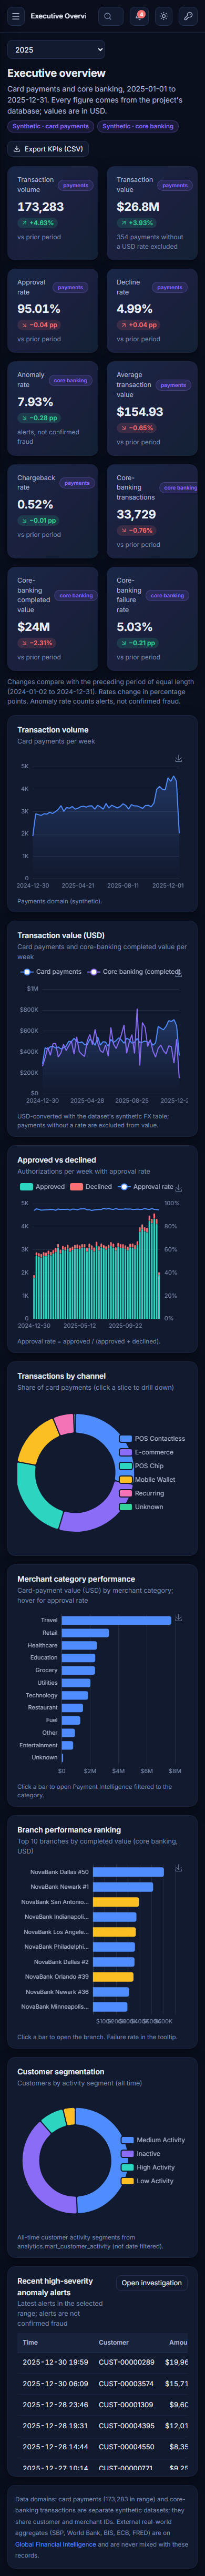 Executive Overvi
4
2025
Executive overview
Card payments and core banking, 2025-01-01 to
2025-12-31. Every figure comes from the project's
database; values are in USD.
Synthetic · card payments
Synthetic · core banking
Export KPIs (CSV)
Transaction
volume
payments
173,283
+4.63%
vs prior period
Transaction
value
payments
$26.8M
+3.93%
354 payments without
a USD rate excluded
Approval
rate
payments
95.01%
−0.04 pp
vs prior period
Decline
rate
payments
4.99%
+0.04 pp
vs prior period
Anomaly
rate
core banking
7.93%
−0.28 pp
alerts, not confirmed
fraud
Average
transaction
value
payments
$154.93
−0.65%
vs prior period
Chargeback
rate
payments
0.52%
−0.01 pp
vs prior period
Core-
banking
transactions
core banking
33,729
−0.76%
vs prior period
Core-
banking
completed
value
core banking
$24M
−2.31%
vs prior period
Core-
banking
failure
rate
core banking
5.03%
−0.21 pp
vs prior period
Changes compare with the preceding period of equal length
(2024-01-02 to 2024-12-31). Rates change in percentage
points. Anomaly rate counts alerts, not confirmed fraud.
Transaction volume
Card payments per week
5K
4K
3K
2K
1K
0
2024-12-30 2025-04-21 2025-08-11 2025-12-01
Payments domain (synthetic).
Transaction value (USD)
Card payments and core-banking completed value per
week
Card payments Core banking (completed)
$1M
$800K
$600K
$400K
$200K
$0
2024-12-30 2025-04-28 2025-08-25 2025-12-2
USD-converted with the dataset's synthetic FX table;
payments without a rate are excluded from value.
Approved vs declined
Authorizations per week with approval rate
Approved Declined Approval rate
5K 100%
4K 80%
3K 60%
2K 40%
1K 20%
0 0%
2024-12-30 2025-05-12 2025-09-22
Approval rate = approved / (approved + declined).
Transactions by channel
Share of card payments (click a slice to drill down)
POS Contactless
E-commerce
POS Chip
Mobile Wallet
Recurring
Unknown
Merchant category performance
Card-payment value (USD) by merchant category;
hover for approval rate
Travel
Retail
Healthcare
Education
Grocery
Utilities
Technology
Restaurant
Fuel
Other
Entertainment
Unknown
$0 $2M $4M $6M $8M
Click a bar to open Payment Intelligence filtered to the
category.
Branch performance ranking
Top 10 branches by completed value (core banking,
USD)
NovaBank Dallas #50
NovaBank Newark #1
NovaBank San Antonio...
NovaBank Indianapoli...
NovaBank Los Angele...
NovaBank Philadelphi...
NovaBank Dallas #2
NovaBank Orlando #39
NovaBank Newark #36
NovaBank Minneapolis...
Click a bar to open the branch. Failure rate in the tooltip.
Customer segmentation
Customers by activity segment (all time)
Medium Activity
Inactive
High Activity
Low Activity
All-time customer activity segments from
analytics.mart_customer_activity (not date filtered).
Recent high-severity
anomaly alerts
Open investigation
Latest alerts in the selected
range; alerts are not
confirmed fraud
Time Customer Amou
2025-12-30 19:59 CUST-00000289 $19,96
2025-12-30 06:09 CUST-00003574 $15,71
2025-12-28 23:46 CUST-00001309 $9,60
2025-12-28 19:31 CUST-00004395 $12,01
2025-12-28 14:44 CUST-00004550 $8,35
2025-12-27 10:14 CUST-00000771 $9,25
Data domains: card payments (173,283 in range) and core-
banking transactions are separate synthetic datasets; they
share customer and merchant IDs. External real-world
aggregates (SBP, World Bank, BIS, ECB, FRED) are on
Global Financial Intelligence and are never mixed with these
records.